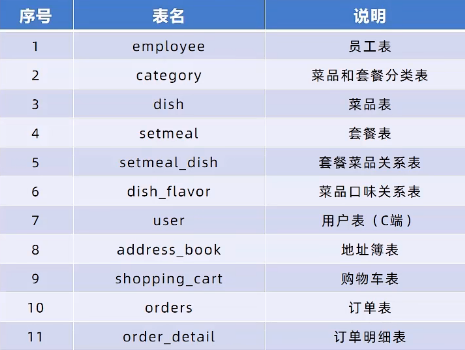 序号 表名 说明
1 employee 员工表
2 category 菜品和套餐分类表
3 dish 菜品表
4 setmeal 套餐表
5 setmeal_dish 套餐菜品关系表
6 dish_flavor 菜品口味关系表
7 user 用户表（C端）
8 address_book 地址簿表
9 shopping_cart 购物车表
10 orders 订单表
11 order_detail 订单明细表